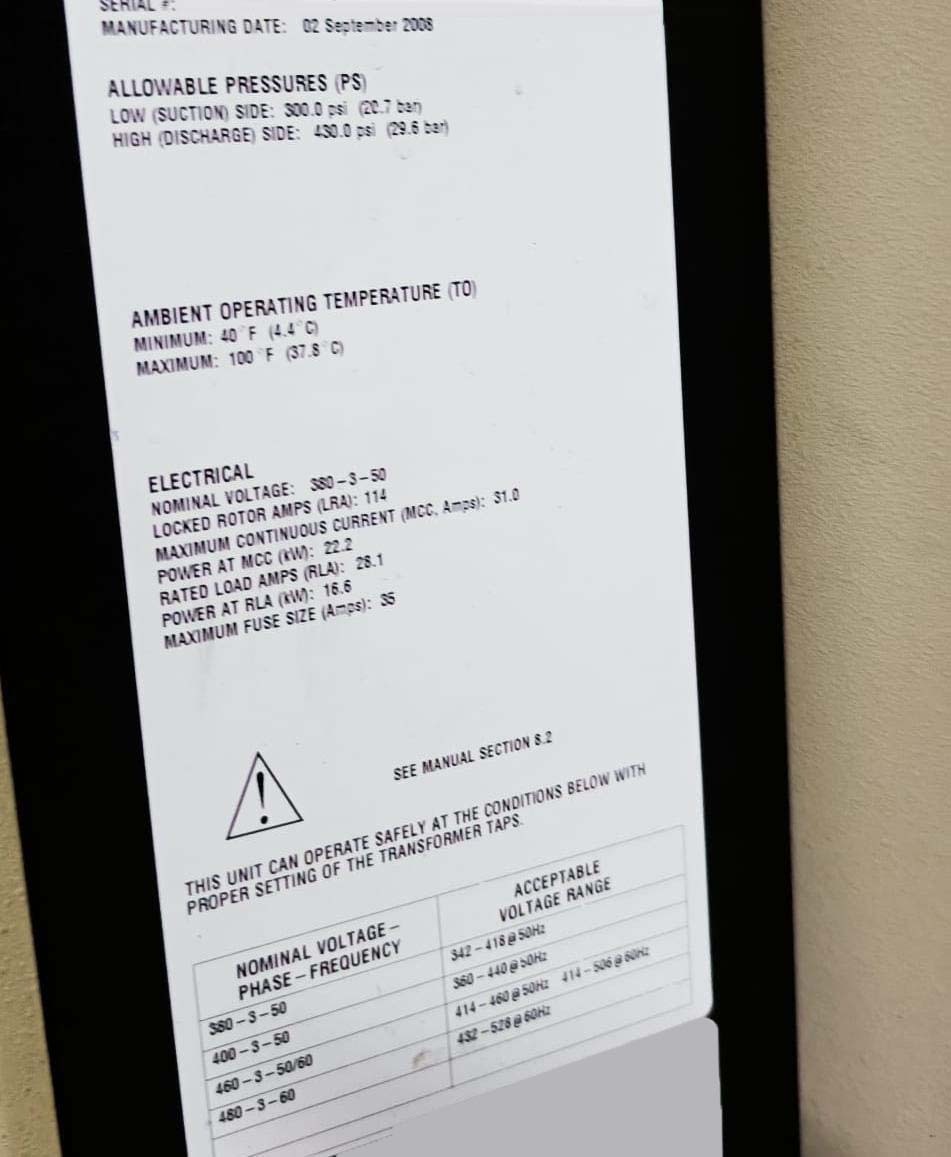 SERIAL #:
MANUFACTURING DATE: 02 September 2008
ALLOWABLE PRESSURES (PS)
LOW (SUCTION) SIDE: 300.0 psi (20.7 bar)
HIGH (DISCHARGE) SIDE: 430.0 psi (29.6 bar)
AMBIENT OPERATING TEMPERATURE (TO)
MINIMUM: 40°F (4.4°C)
MAXIMUM: 100°F (37.8°C)
ELECTRICAL
NOMINAL VOLTAGE: 380-3-50
LOCKED ROTOR AMPS (LRA): 114
MAXIMUM CONTINUOUS CURRENT (MCC, Amps): 31.0
POWER AT MCC (kW): 22.2
RATED LOAD AMPS (RLA): 28.1
POWER AT RLA (kW): 16.6
MAXIMUM FUSE SIZE (Amps): 35
SEE MANUAL SECTION 8.2
THIS UNIT CAN OPERATE SAFELY AT THE CONDITIONS BELOW WITH
PROPER SETTING OF THE TRANSFORMER TAPS.
NOMINAL VOLTAGE-
PHASE-FREQUENCY
ACCEPTABLE
VOLTAGE RANGE
380-3-50 342-418@50Hz
400-3-50 360-440@50Hz
460-3-50/60 414-460@50Hz 414-506@60Hz
480-3-60 432-528@60Hz